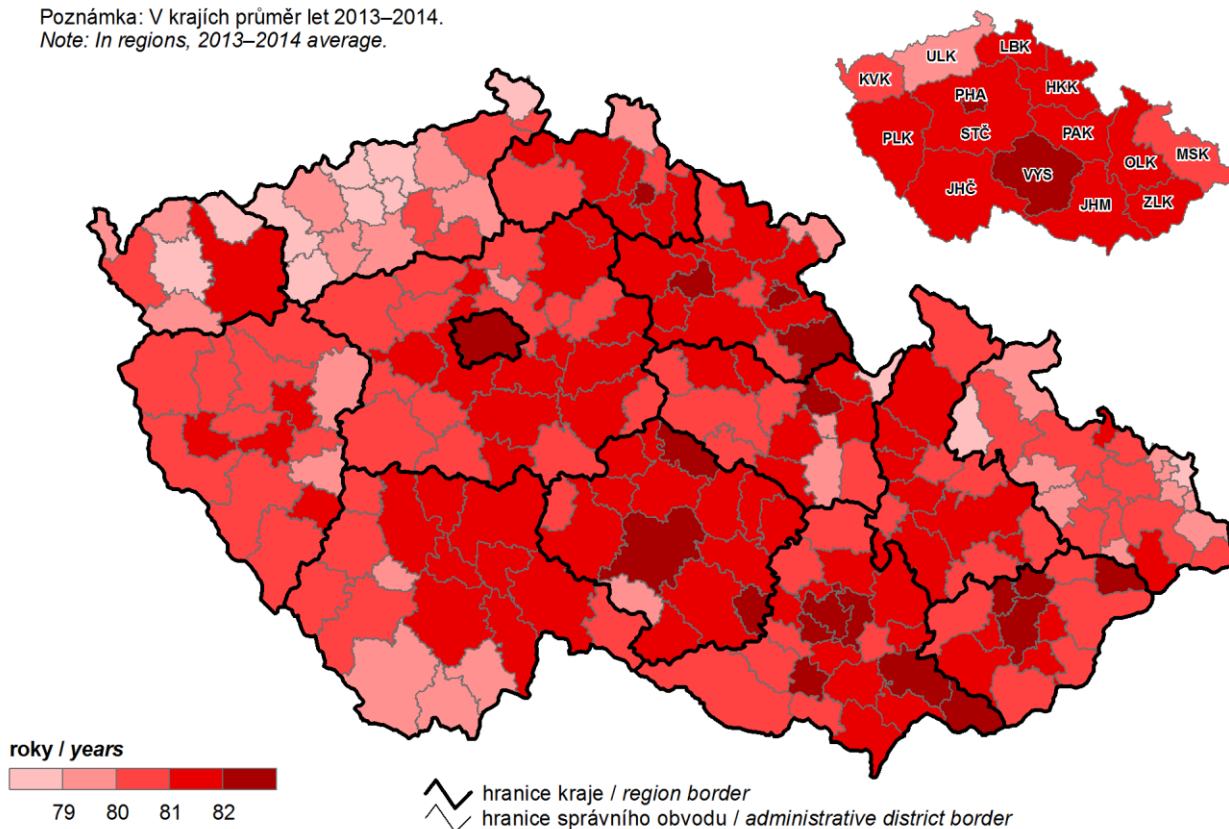 Poznámka: V krajích průměr let 2013–2014.
Note: In regions, 2013–2014 average.
LBK
ULK
KVK
HKK
PHA
PLK
STČ
PAK
MSK
OLK
VYS
JHČ
JHM
ZLK
roky / years
79 80 81 82
hranice kraje / region border
hranice správního obvodu / administrative district border